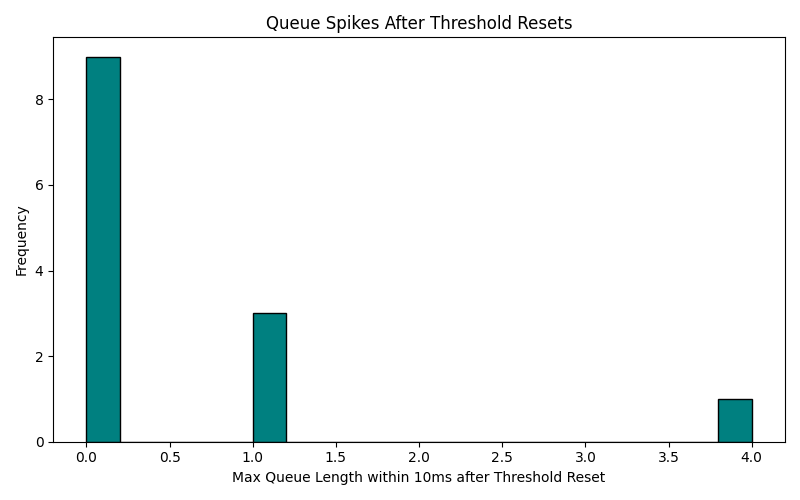 Queue Spikes After Threshold Resets
Frequency
8
6
4
2
0
0.0 0.5 1.0 1.5 2.0 2.5 3.0 3.5 4.0
Max Queue Length within 10ms after Threshold Reset